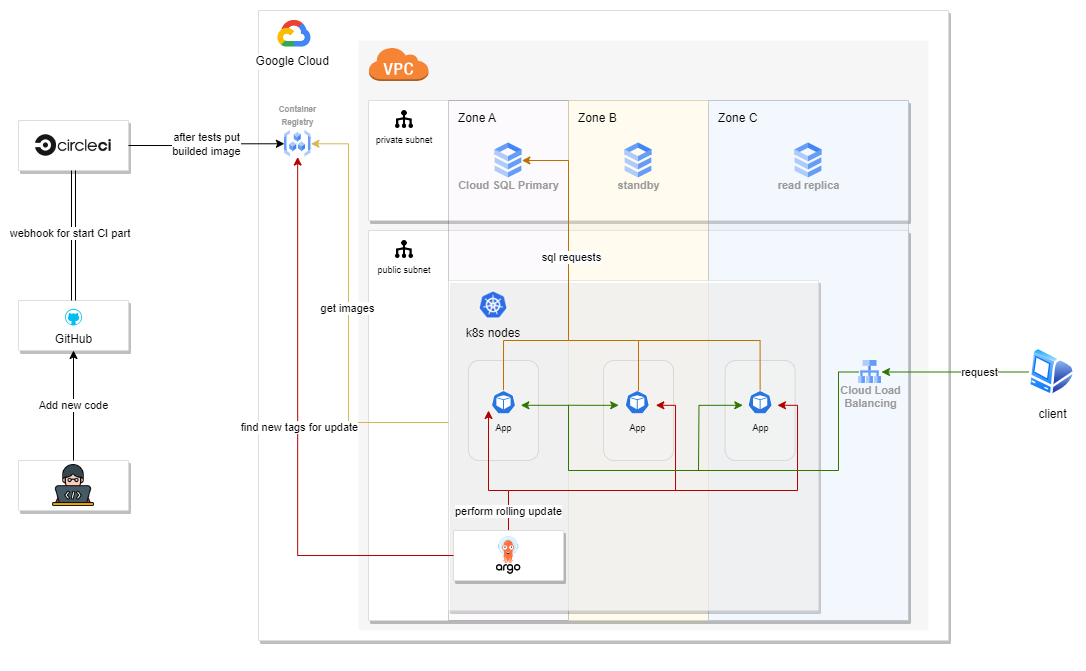 Google Cloud
VPC
Container
Registry
private subnet
Zone A
Zone B
Zone C
circleci
after tests put
builded image
Cloud SQL Primary
standby
read replica
webhook for start CI part
public subnet
sql requests
get images
k8s nodes
GitHub
request
Cloud Load
Balancing
client
Add new code
App
App
App
find new tags for update
perform rolling update
argo